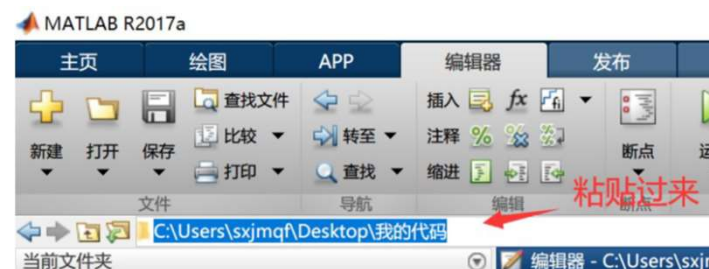 MATLAB R2017a
主页 绘图 APP 编辑器 发布
查找文件 插入 fx fi
新建 打开 保存 比较 转至 注释 断点
打印 查找 缩进
文件 导航 编辑 断点
粘贴过来
C:\Users\sxjmqf\Desktop\我的代码
当前文件夹 编辑器 - C:\Users\sxj